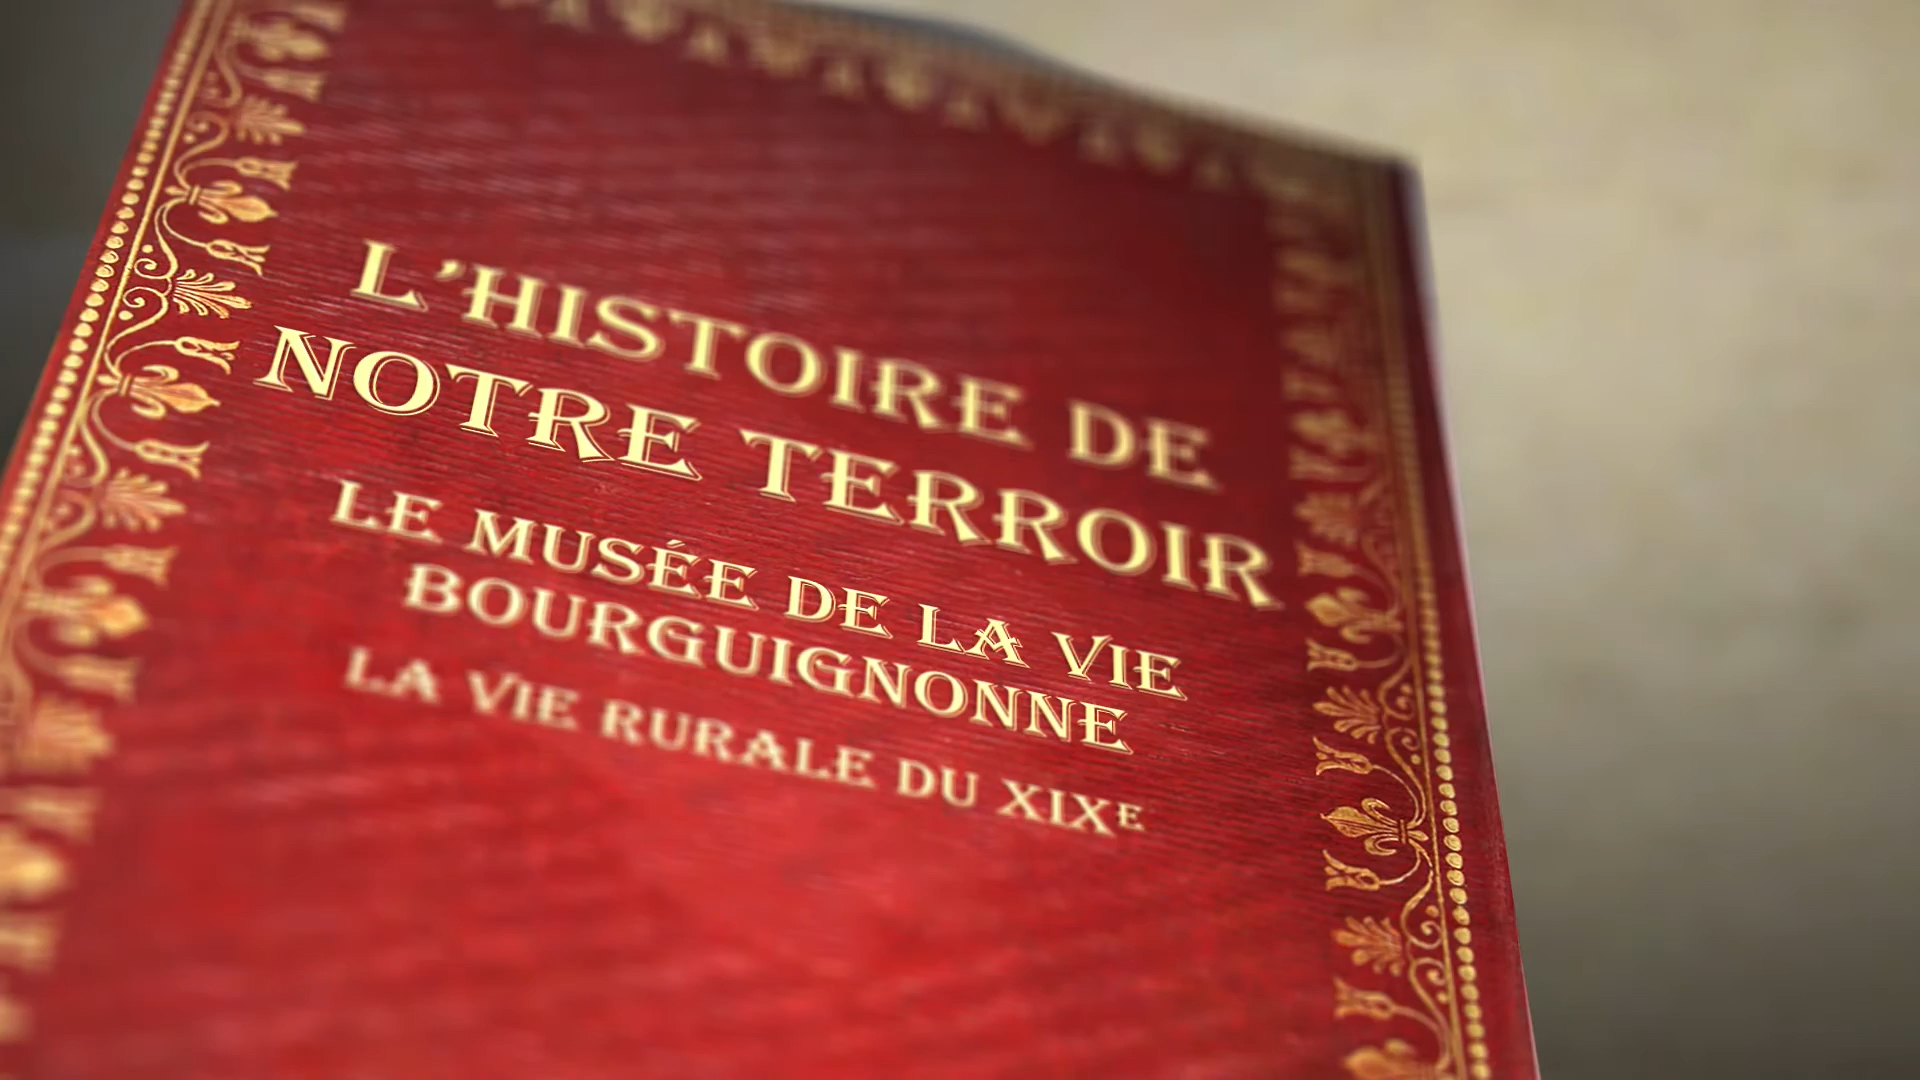 L'HISTOIRE DE
NOTRE TERROIR
LE MUSÉE DE LA VIE
BOURGUIGNONNE
LA VIE RURALE DU XIXE